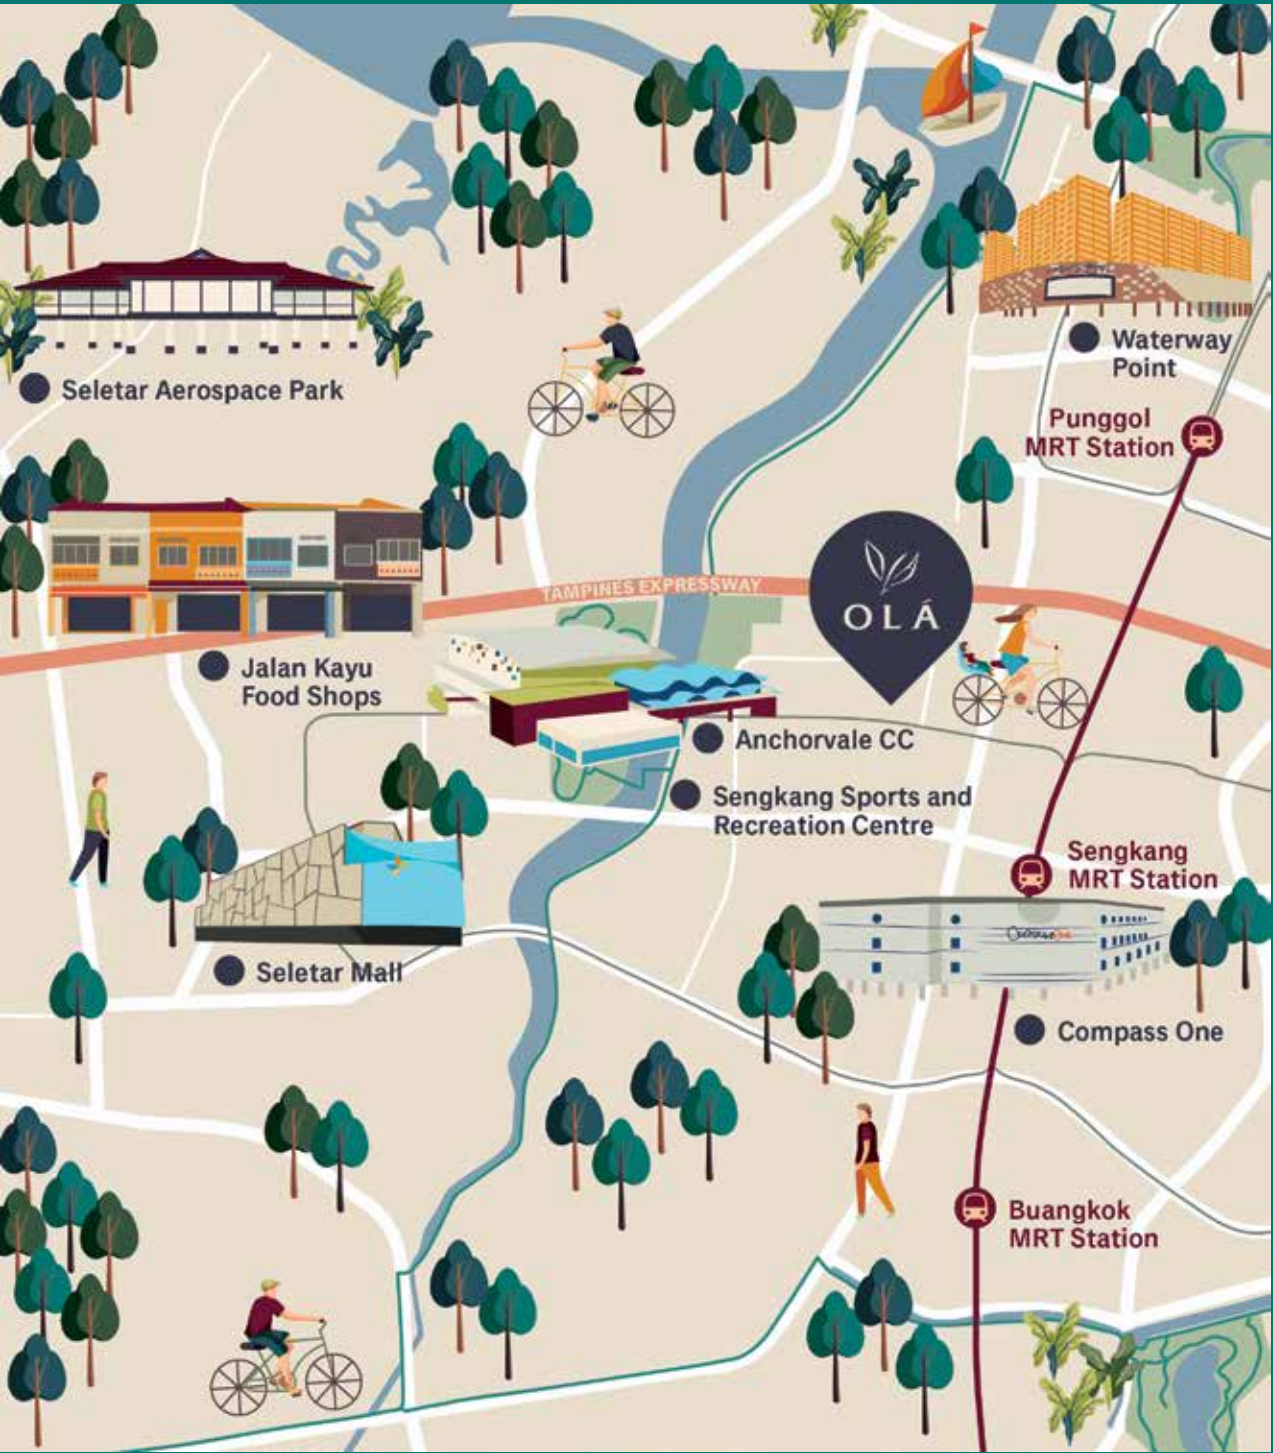 Waterway
Point
Seletar Aerospace Park
Punggol
MRT Station
TAMPINES EXPRESSWAY
OLÁ
Jalan Kayu
Food Shops
Anchorvale CC
Sengkang Sports and
Recreation Centre
Sengkang
MRT Station
Seletar Mall
Compass One
Buangkok
MRT Station